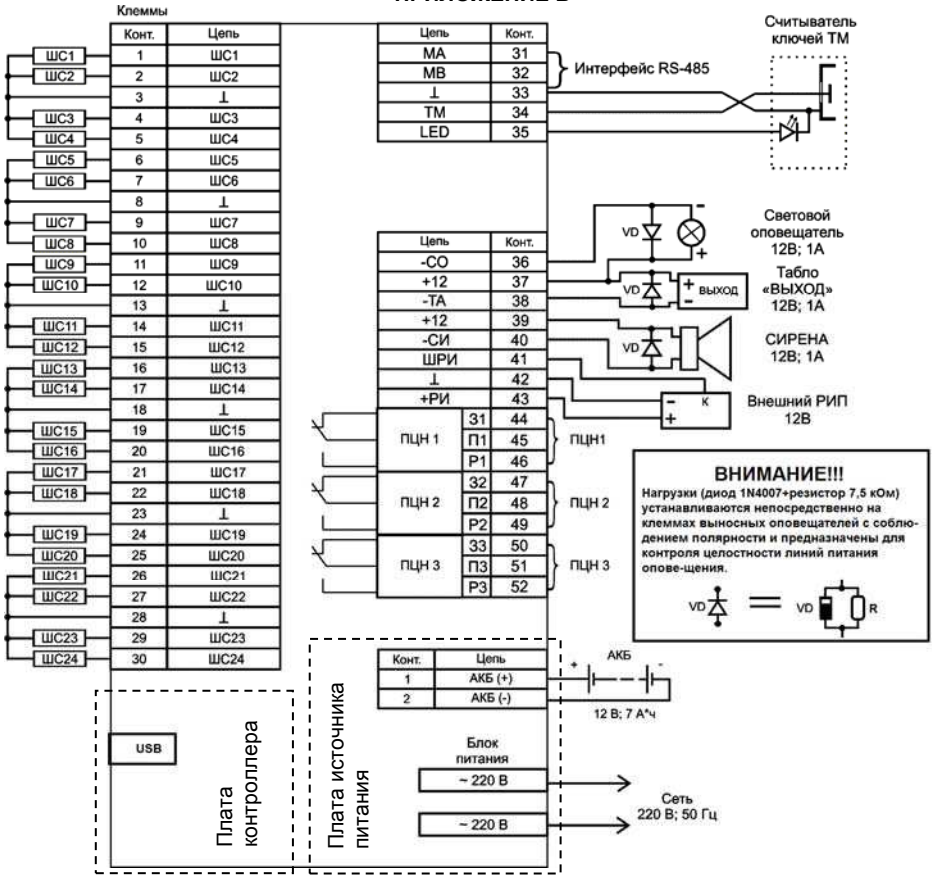 Клеммы
Конт. Цепь
ШС1 1 ШС1
ШС2 2 ШС2
3 ⊥
ШС3 4 ШС3
ШС4 5 ШС4
ШС5 6 ШС5
ШС6 7 ШС6
8 ⊥
ШС7 9 ШС7
ШС8 10 ШС8
ШС9 11 ШС9
ШС10 12 ШС10
13 ⊥
ШС11 14 ШС11
ШС12 15 ШС12
ШС13 16 ШС13
ШС14 17 ШС14
18 ⊥
ШС15 19 ШС15
ШС16 20 ШС16
ШС17 21 ШС17
ШС18 22 ШС18
23 ⊥
ШС19 24 ШС19
ШС20 25 ШС20
ШС21 26 ШС21
ШС22 27 ШС22
28 ⊥
ШС23 29 ШС23
ШС24 30 ШС24
USB
Плата
контроллера
Цепь Конт.
МА 31
МВ 32
⊥ 33
ТМ 34
LED 35
Интерфейс RS-485
Считыватель
ключей ТМ
Цепь Конт.
-СО 36
+12 37
-ТА 38
+12 39
-СИ 40
ШРИ 41
⊥ 42
+РИ 43
ПЦН 1
З1 44
П1 45
Р1 46
ПЦН1
ПЦН 2
З2 47
П2 48
Р2 49
ПЦН 2
ПЦН 3
З3 50
П3 51
Р3 52
ПЦН 3
VD
- +
Световой
оповещатель
12В; 1А
VD
+ -
ВЫХОД
Табло
«ВЫХОД»
12В; 1А
VD
СИРЕНА
12В; 1А
- К
+
Внешний РИП
12В
ВНИМАНИЕ!!!
Нагрузки (диод 1N4007+резистор 7,5 кОм)
устанавливаются непосредственно на
клеммах выносных оповещателей с соблю-
дением полярности и предназначены для
контроля целостности линий питания
опове-щения.
VD = VD R
Плата источника
питания
Конт. Цепь
1 АКБ (+)
2 АКБ (-)
+ АКБ -
12 В; 7 А*ч
Блок
питания
~ 220 В
~ 220 В
Сеть
220 В; 50 Гц